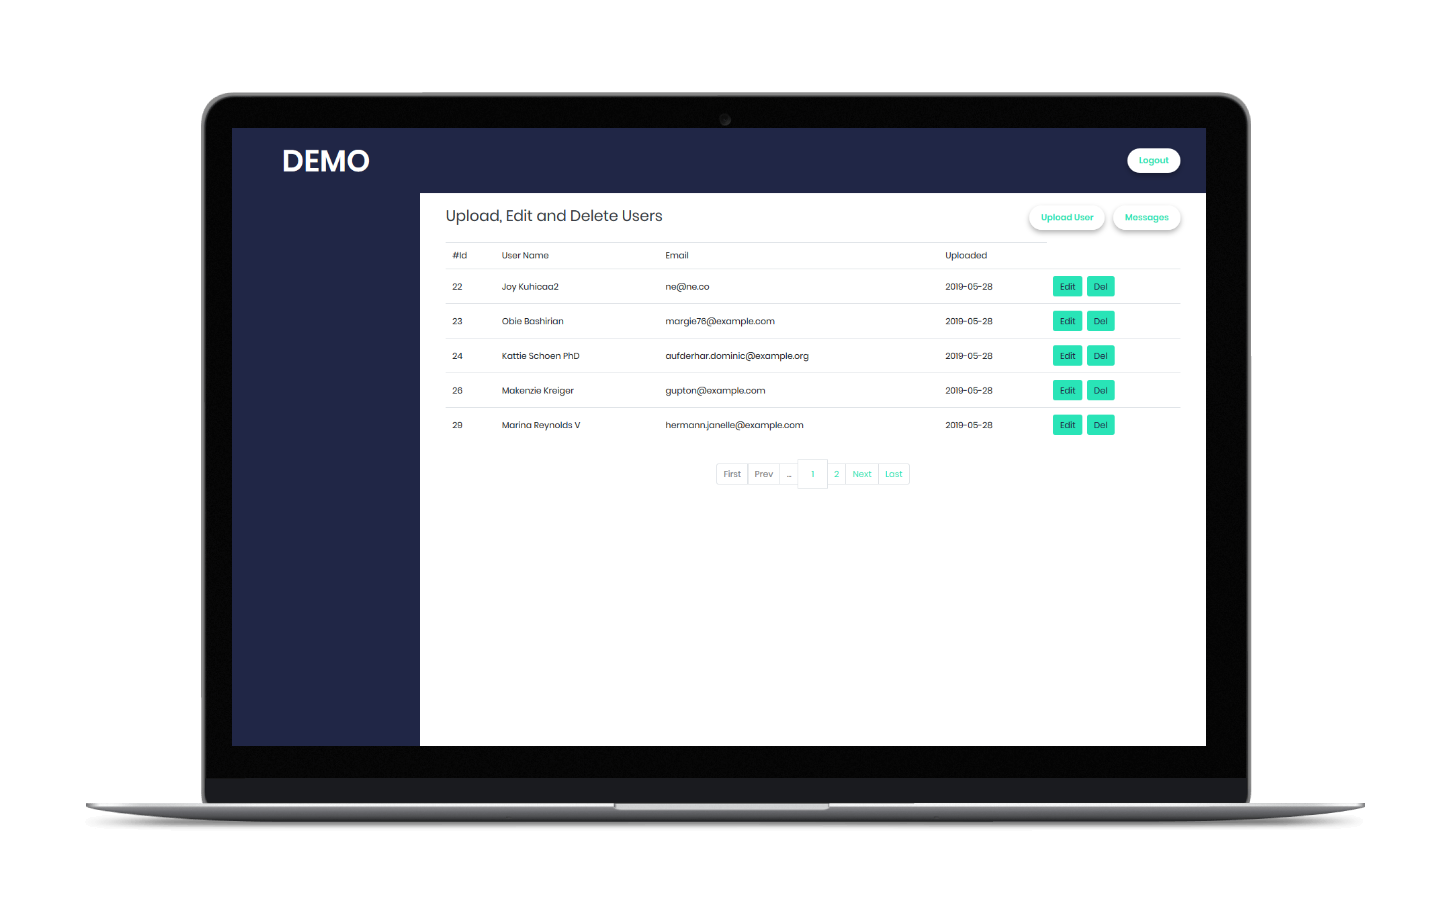 DEMO
Logout
Upload, Edit and Delete Users
Upload User
Messages
#Id User Name Email Uploaded
22 Joy Kuhicaa2 ne@ne.co 2019-05-28 Edit Del
23 Obie Bashirian margie76@example.com 2019-05-28 Edit Del
24 Kattie Schoen PhD aufderhar.dominic@example.org 2019-05-28 Edit Del
26 Makenzie Kreiger gupton@example.com 2019-05-28 Edit Del
29 Marina Reynolds V hermann.janelle@example.com 2019-05-28 Edit Del
First Prev ... 1 2 Next Last